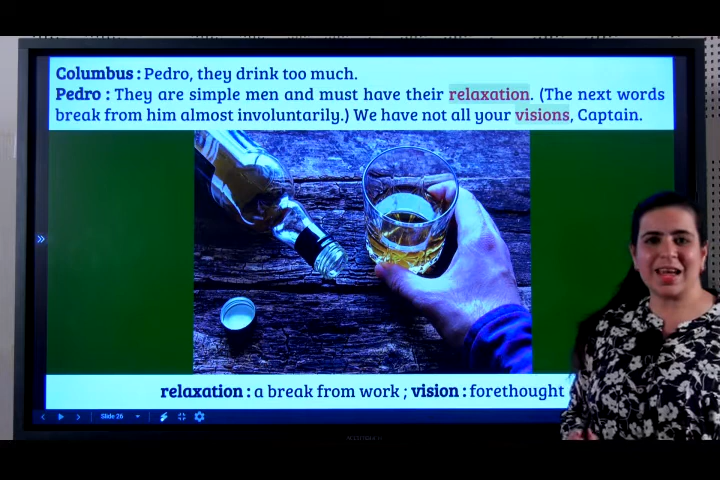 Columbus : Pedro, they drink too much.
Pedro : They are simple men and must have their relaxation. (The next words
break from him almost involuntarily.) We have not all your visions, Captain.
relaxation : a break from work ; vision : forethought
Slide 26